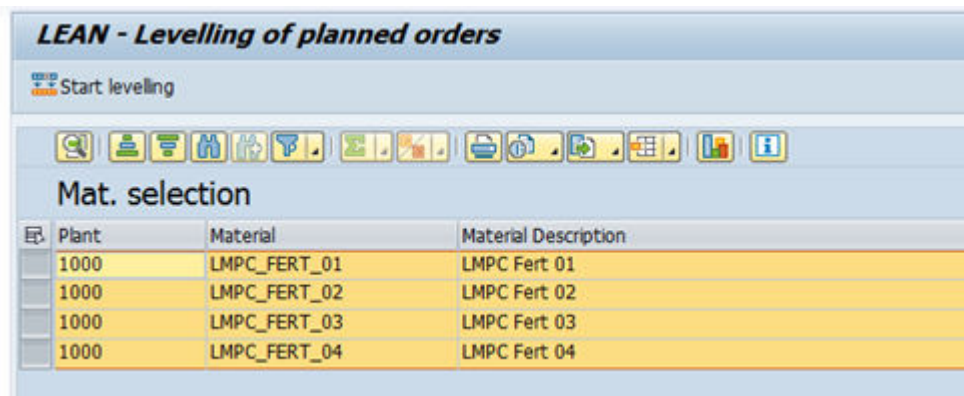 LEAN - Levelling of planned orders
Start levelling
Mat. selection
Plant Material Material Description
1000 LMPC_FERT_01 LMPC Fert 01
1000 LMPC_FERT_02 LMPC Fert 02
1000 LMPC_FERT_03 LMPC Fert 03
1000 LMPC_FERT_04 LMPC Fert 04